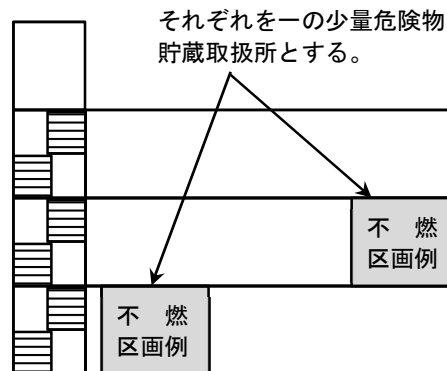 それぞれを一の少量危険物
貯蔵取扱所とする。
不　燃
区画例
不　燃
区画例